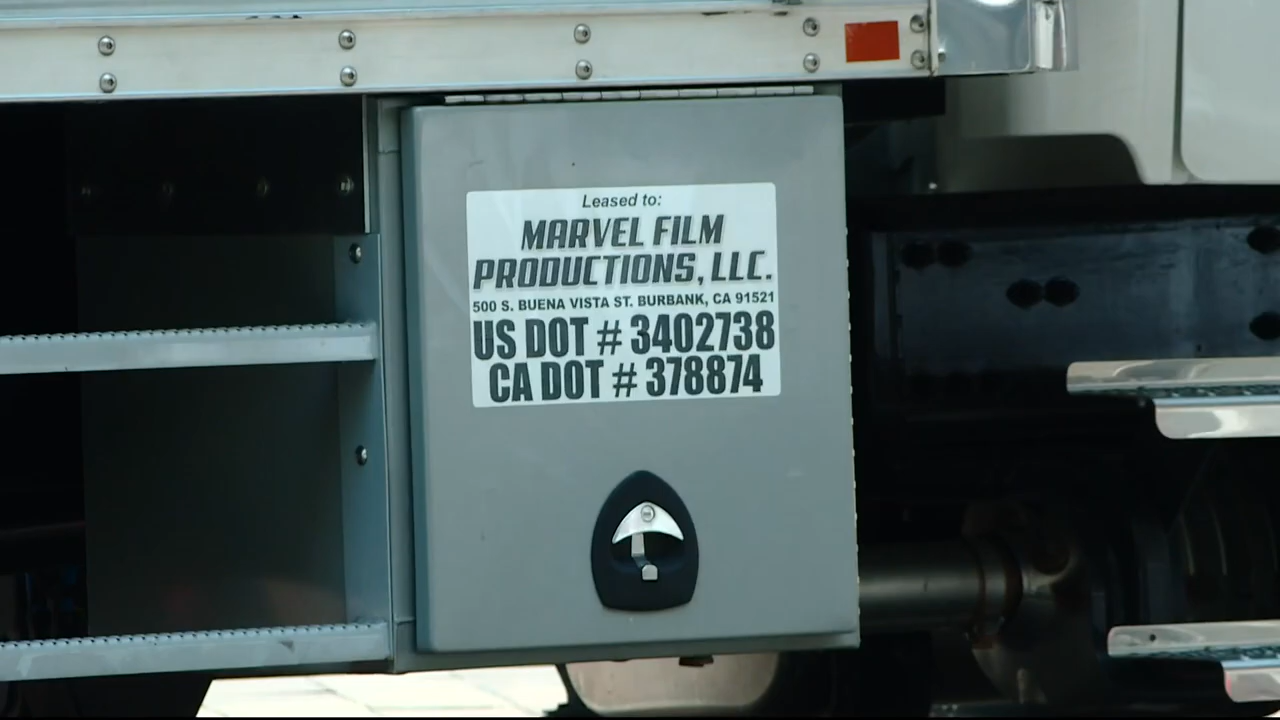 Leased to:
MARVEL FILM
PRODUCTIONS, LLC.
500 S. BUENA VISTA ST. BURBANK, CA 91521
US DOT # 3402738
CA DOT # 378874